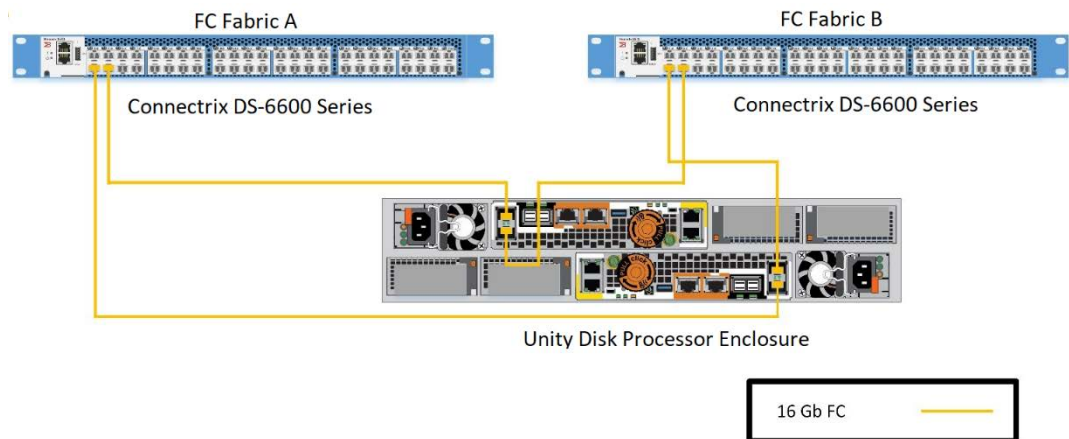 FC Fabric A
FC Fabric B
Connectrix DS-6600 Series
Connectrix DS-6600 Series
Unity Disk Processor Enclosure
16 Gb FC